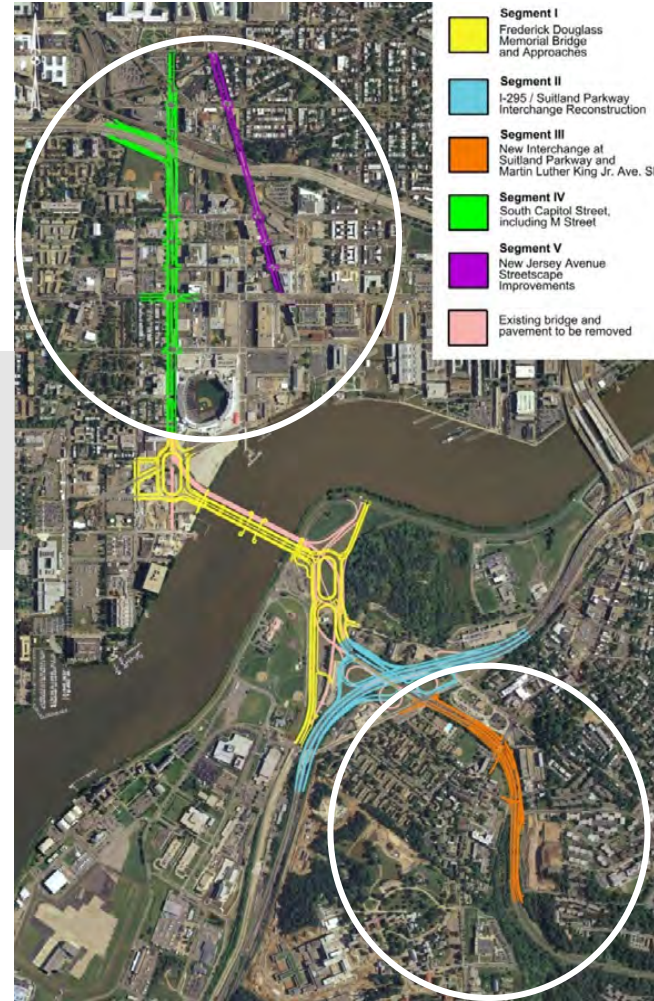 Segment I
Frederick Douglass
Memorial Bridge
and Approaches
Segment II
I-295 / Suitland Parkway
Interchange Reconstruction
Segment III
New Interchange at
Suitland Parkway and
Martin Luther King Jr. Ave. S
Segment IV
South Capitol Street,
including M Street
Segment V
New Jersey Avenue
Streetscape
Improvements
Existing bridge and
pavement to be removed